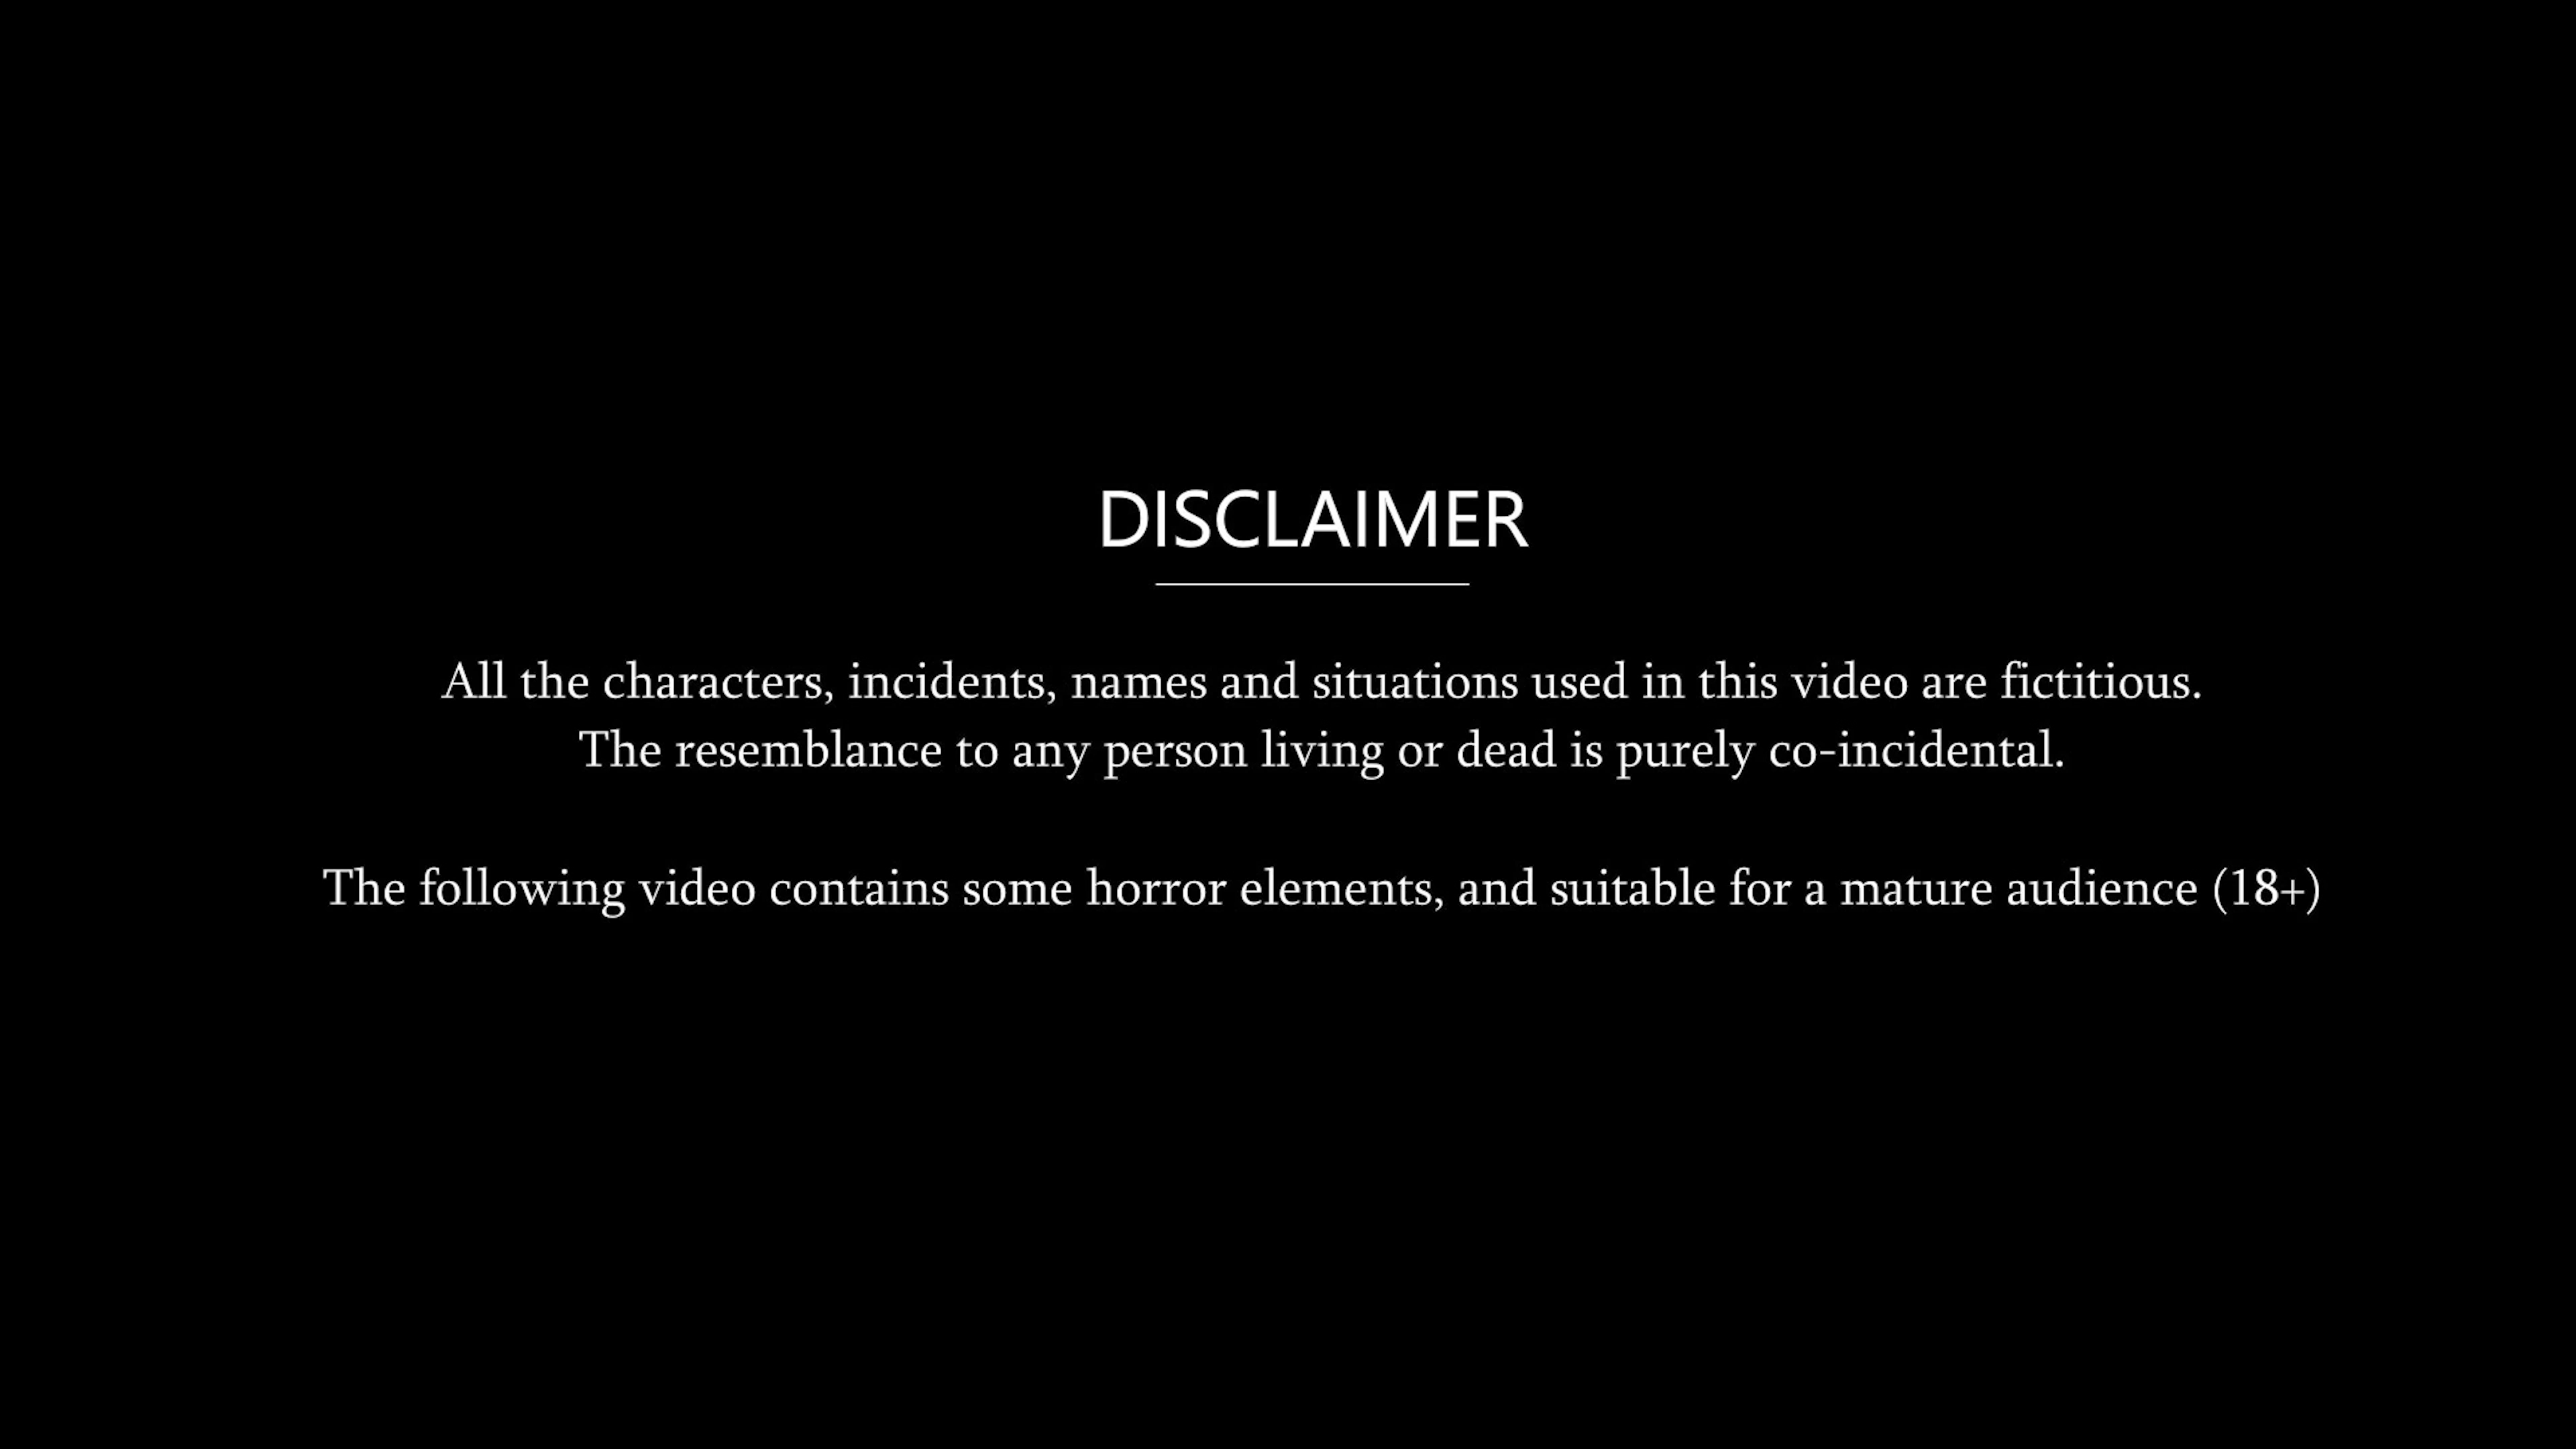 DISCLAIMER
All the characters, incidents, names and situations used in this video are fictitious.
The resemblance to any person living or dead is purely co-incidental.
The following video contains some horror elements, and suitable for a mature audience (18+)